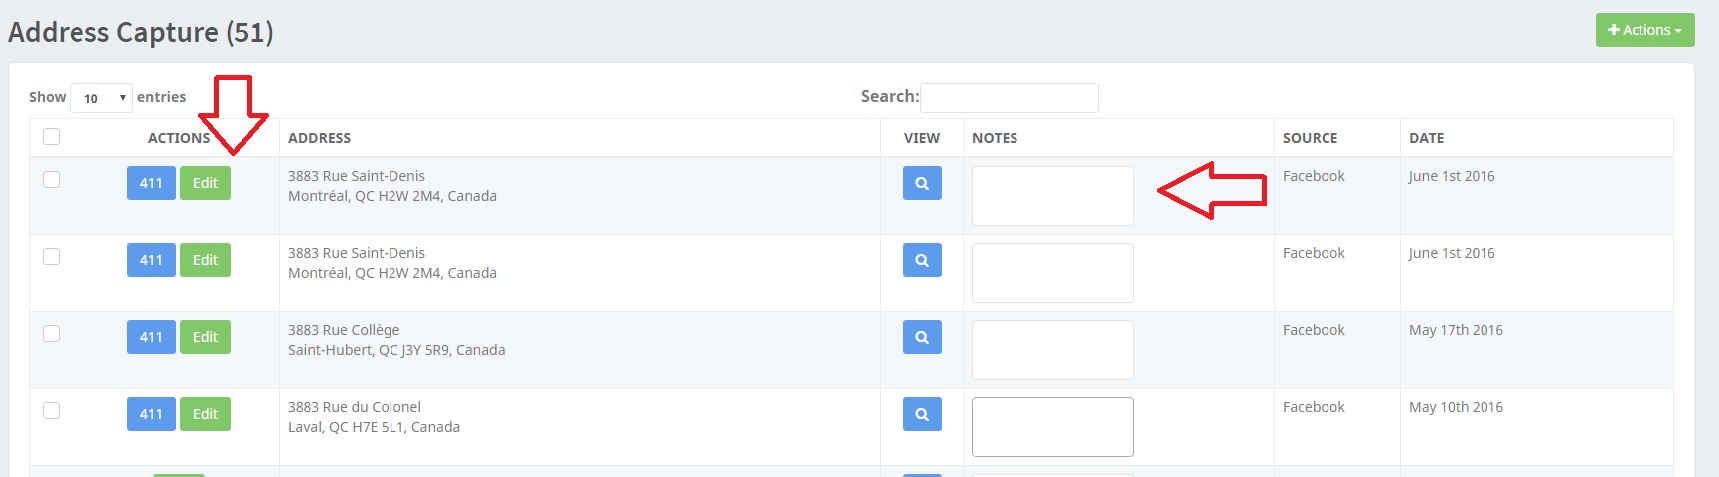 Address Capture (51)
Actions
Show 10 entries
Search:
ACTIONS ADDRESS VIEW NOTES SOURCE DATE
411 Edit 3883 Rue Saint-Denis Facebook June 1st 2016
Montréal, QC H2W 2M4, Canada
411 Edit 3883 Rue Saint-Denis Facebook June 1st 2016
Montréal, QC H2W 2M4, Canada
411 Edit 3883 Rue Collège Facebook May 17th 2016
Saint-Hubert, QC J3Y 5R9, Canada
411 Edit 3883 Rue du Colonel Facebook May 10th 2016
Laval, QC H7E 5L1, Canada